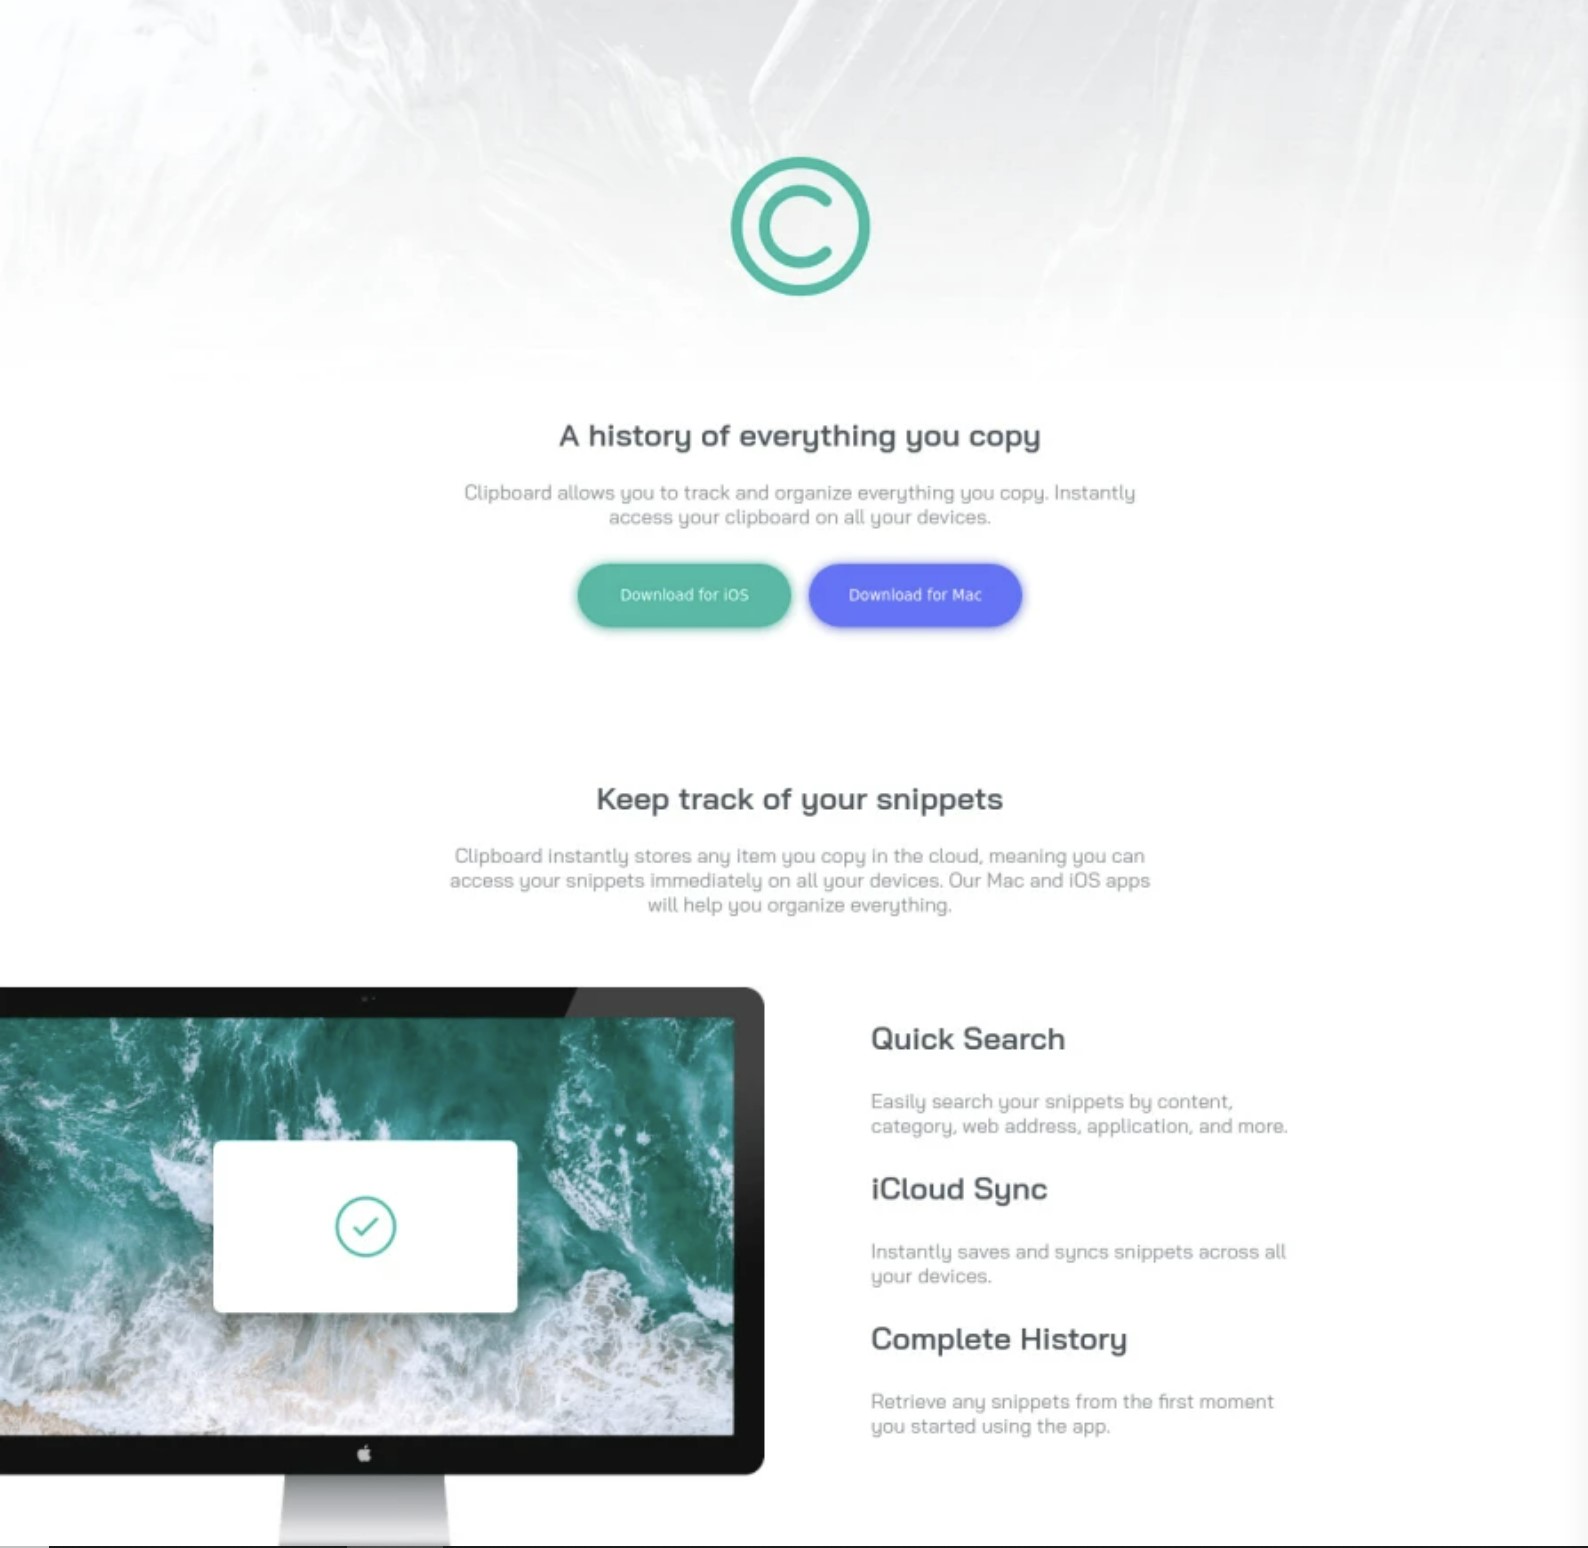 C
A history of everything you copy
Clipboard allows you to track and organize everything you copy. Instantly
access your clipboard on all your devices.
Download for iOS
Download for Mac
Keep track of your snippets
Clipboard instantly stores any item you copy in the cloud, meaning you can
access your snippets immediately on all your devices. Our Mac and iOS apps
will help you organize everything.
Quick Search
Easily search your snippets by content,
category, web address, application, and more.
iCloud Sync
Instantly saves and syncs snippets across all
your devices.
Complete History
Retrieve any snippets from the first moment
you started using the app.